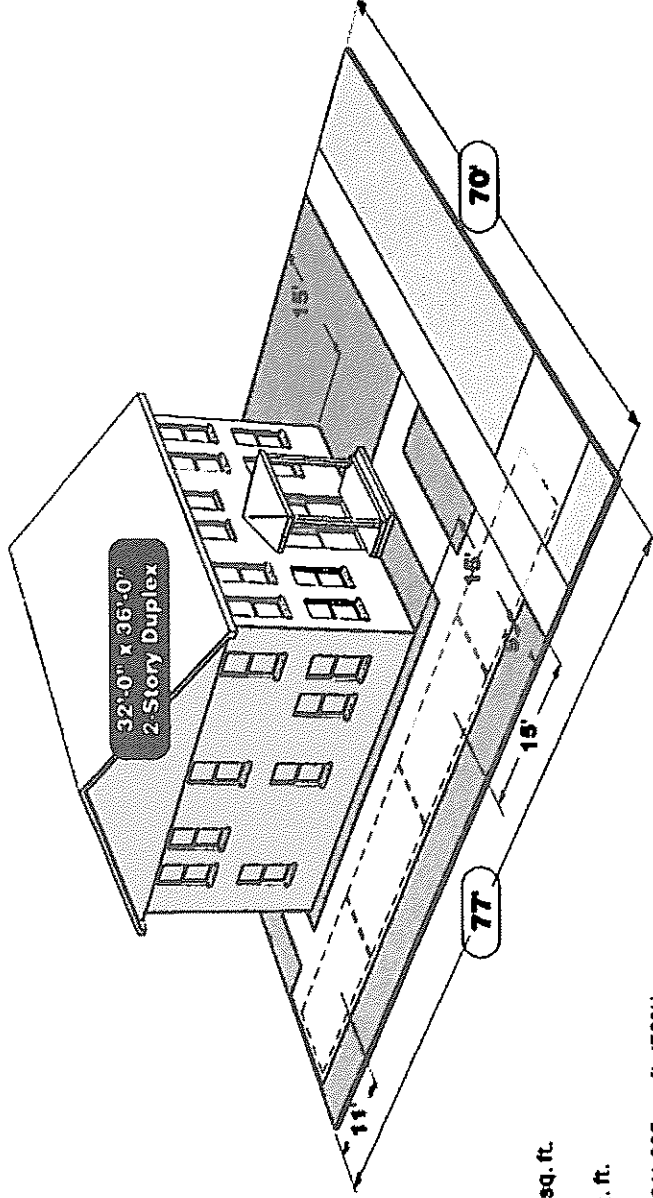 32'-0" x 36'-0"
2-Story Duplex
15'
70'
15'
5'
15'
77'
11'
sq. ft.
. ft.